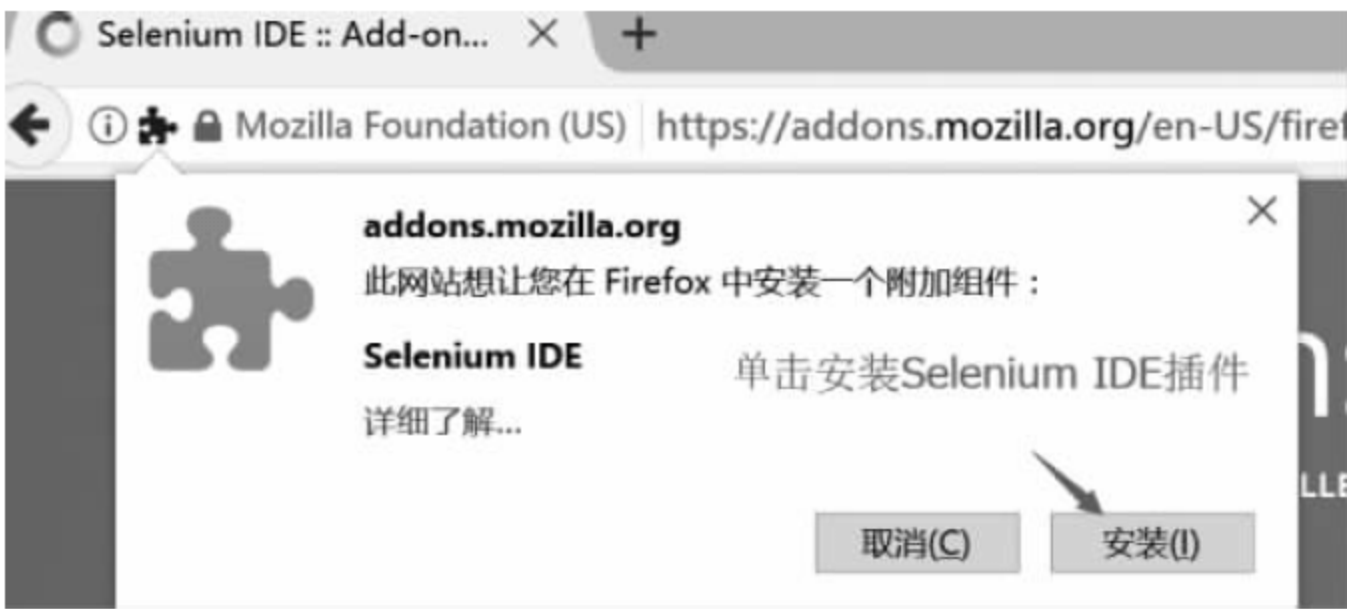 Selenium IDE :: Add-on...
Mozilla Foundation (US) https://addons.mozilla.org/en-US/firef
addons.mozilla.org
此网站想让您在 Firefox 中安装一个附加组件：
Selenium IDE
单击安装Selenium IDE插件
详细了解...
LLE
取消(C)
安装(I)